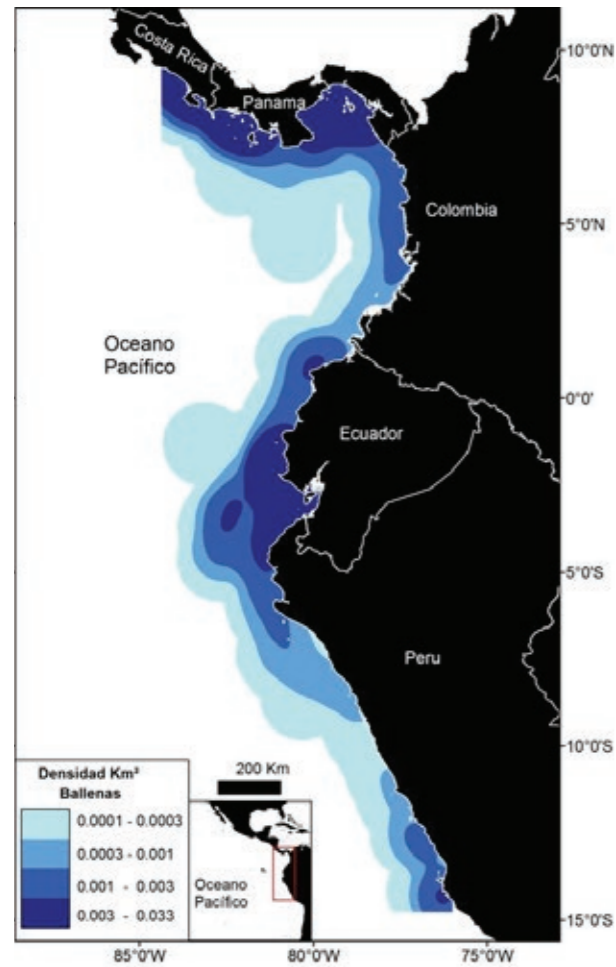 Costa Rica
Panama
Colombia
Oceano
Pacífico
Ecuador
Peru
10°0'N
5°0'N
0°0'
5°0'S
10°0'S
15°0'S
200 Km
Densidad Km²
Ballenas
0.0001 - 0.0003
0.0003 - 0.001
0.001 - 0.003
0.003 - 0.033
Oceano
Pacífico
85°0'W
80°0'W
75°0'W